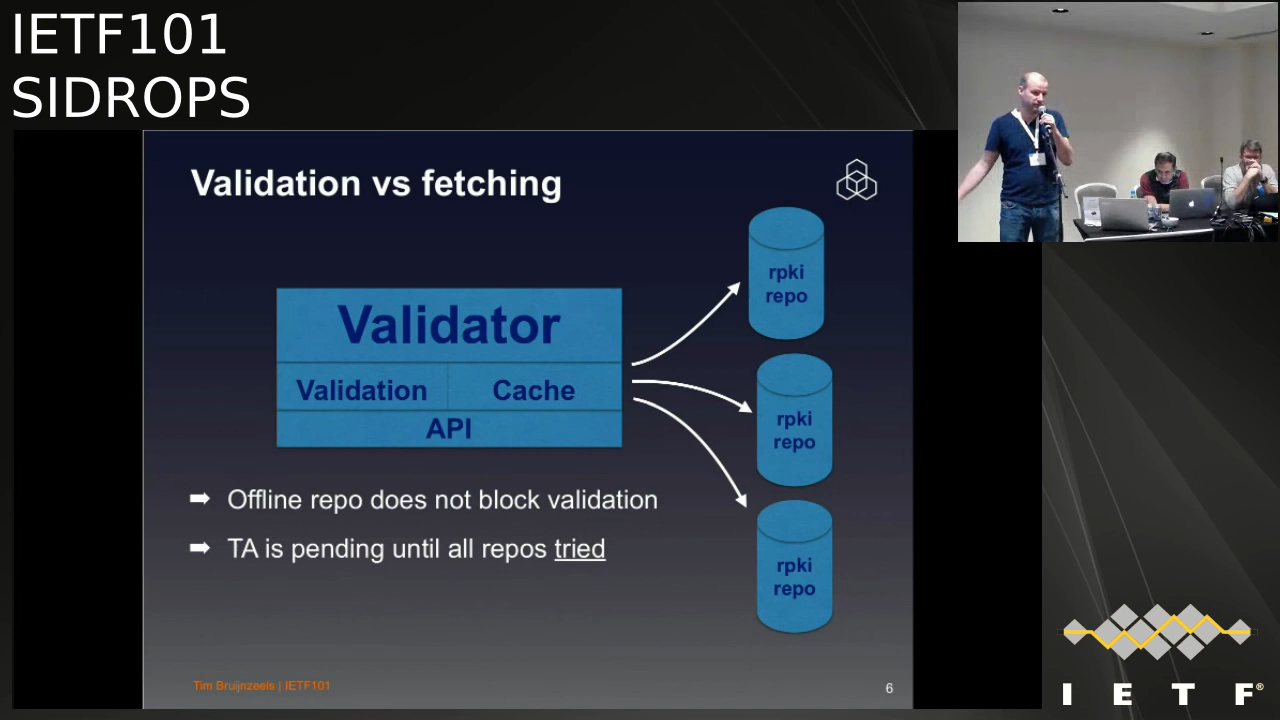 IETF101
SIDROPS
Validation vs fetching
Validator
Validation
Cache
API
rpki
repo
rpki
repo
rpki
repo
➡ Offline repo does not block validation
➡ TA is pending until all repos tried
Tim Bruijnzeels | IETF101
6
I E T F®